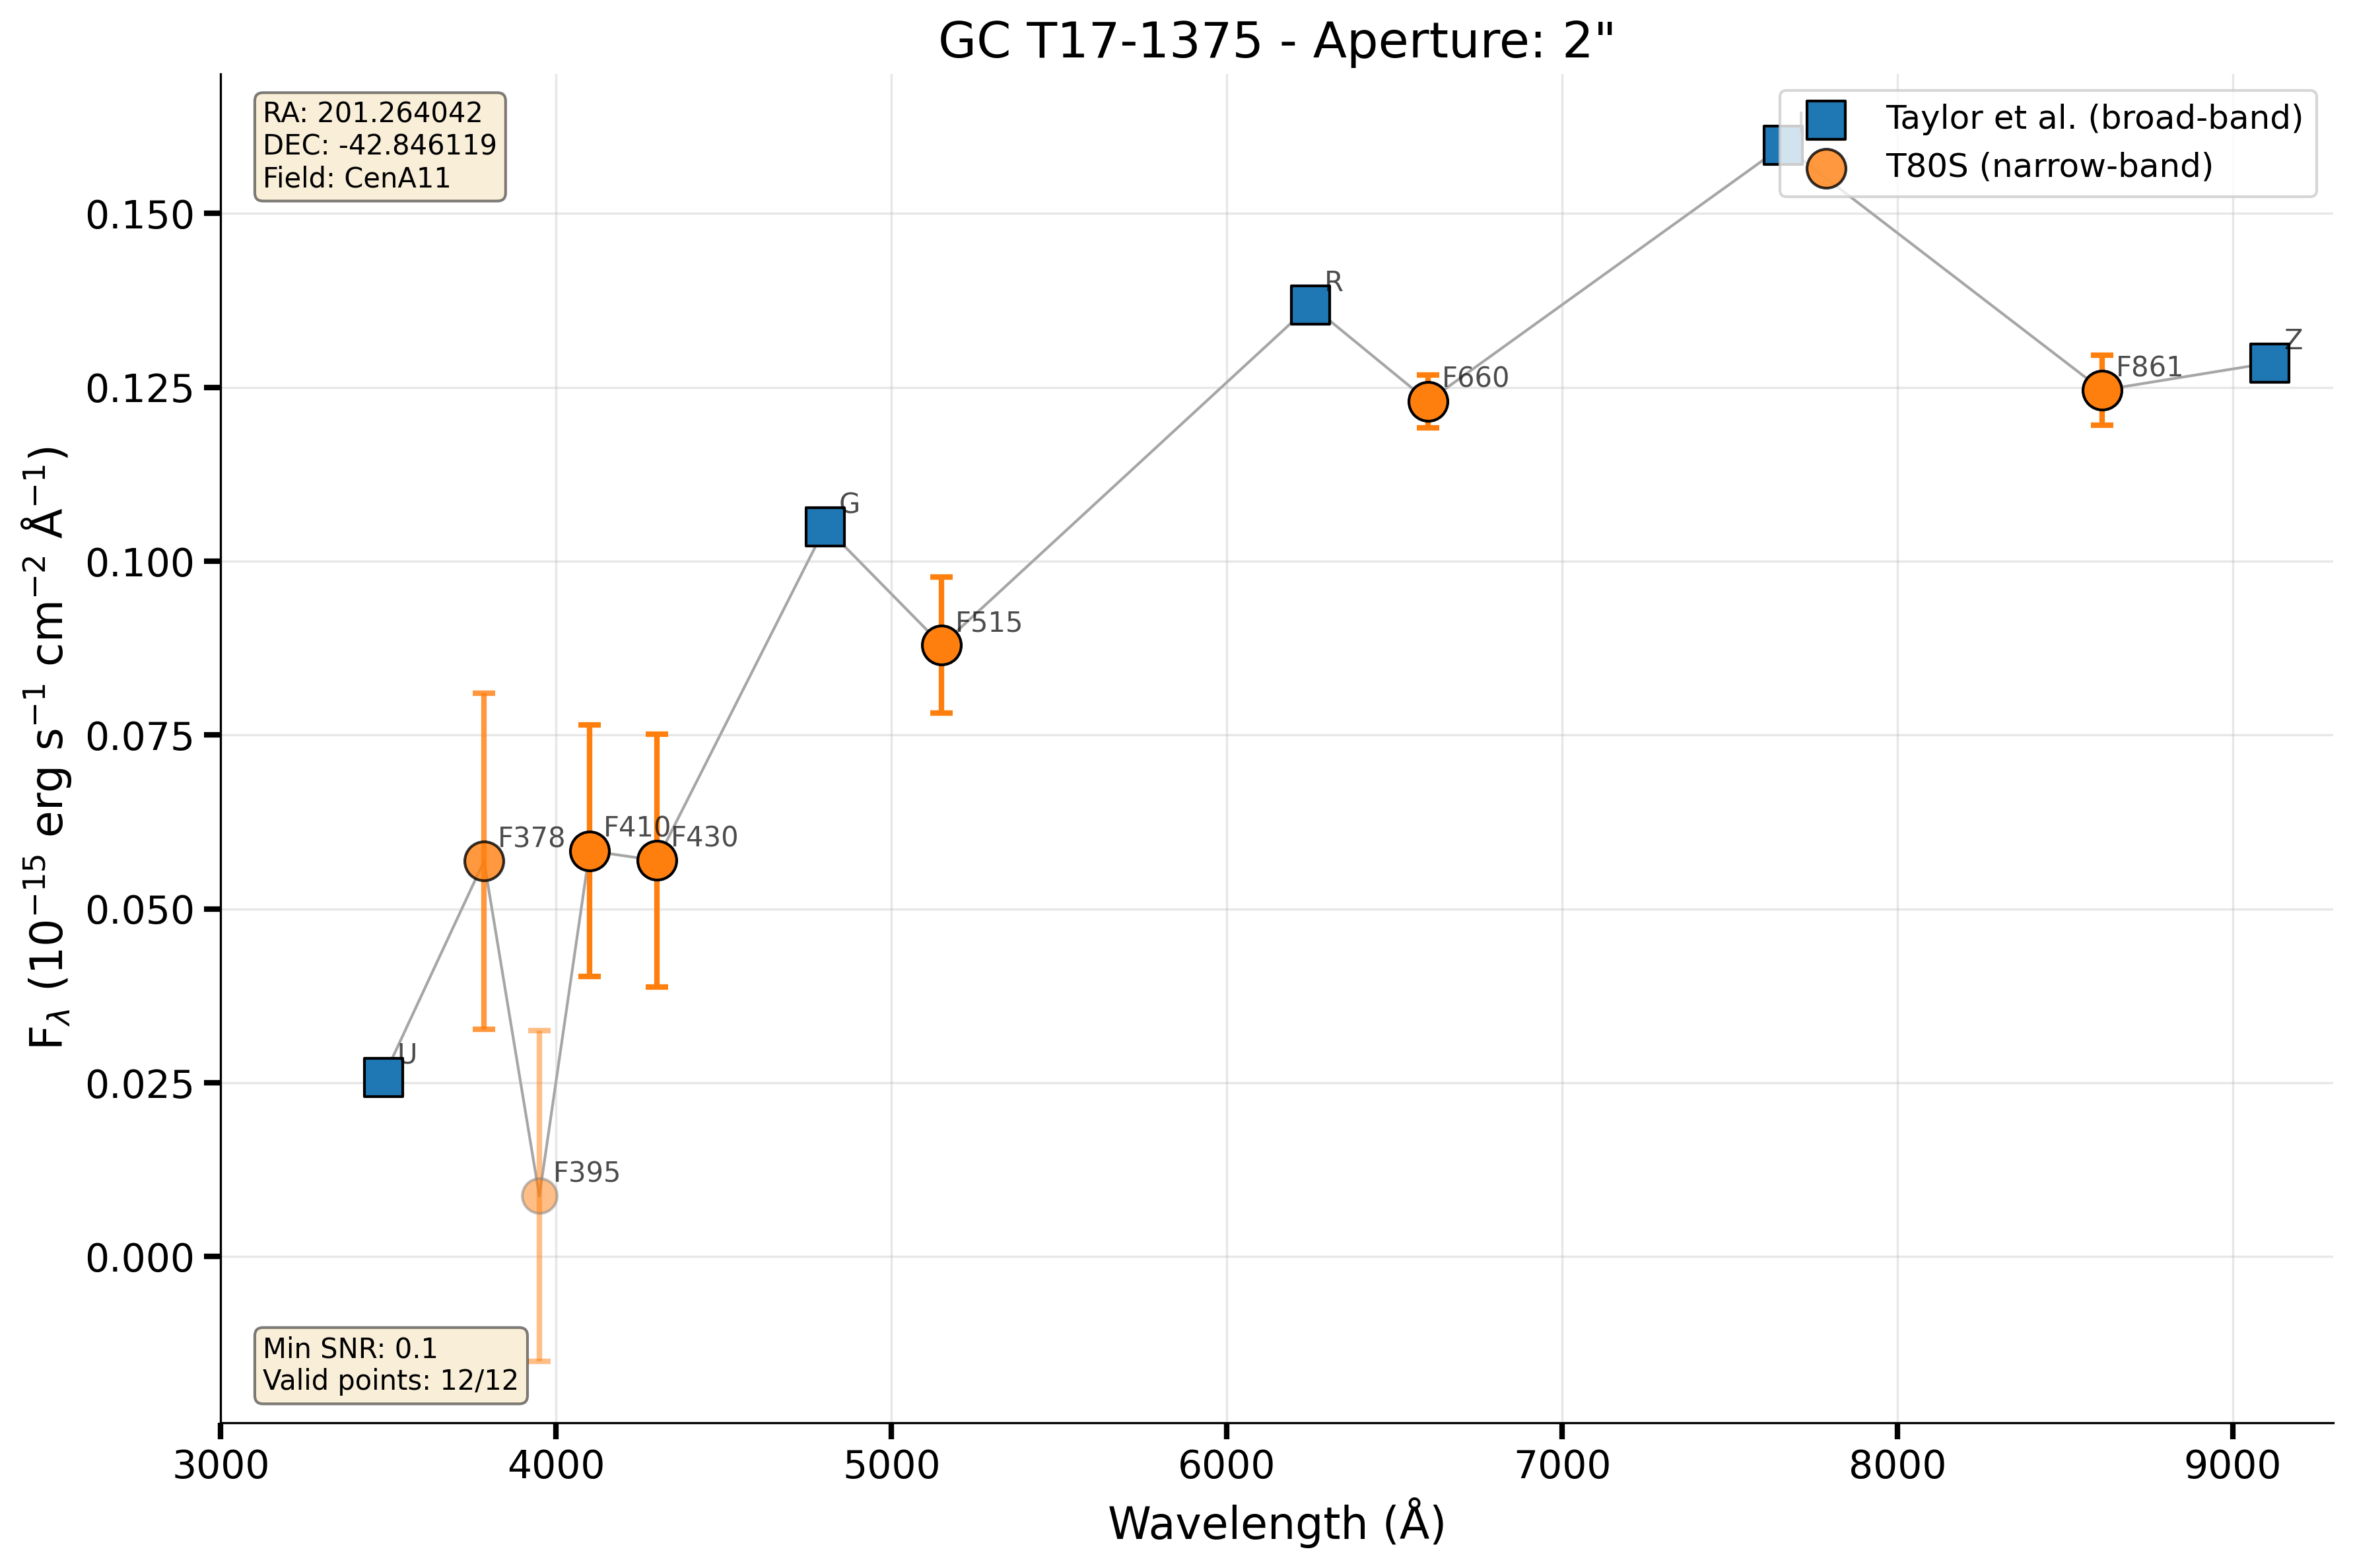 GC T17-1375 - Aperture: 2"
RA: 201.264042
DEC: -42.846119
Field: CenA11
Taylor et al. (broad-band)
T80S (narrow-band)
R
F660
F861
Z
G
F515
F378
F410
F430
U
F395
Min SNR: 0.1
Valid points: 12/12
0.150
0.125
0.100
0.075
0.050
0.025
0.000
F_λ (10^−15 erg s^−1 cm^−2 Å^−1)
3000 4000 5000 6000 7000 8000 9000
Wavelength (Å)